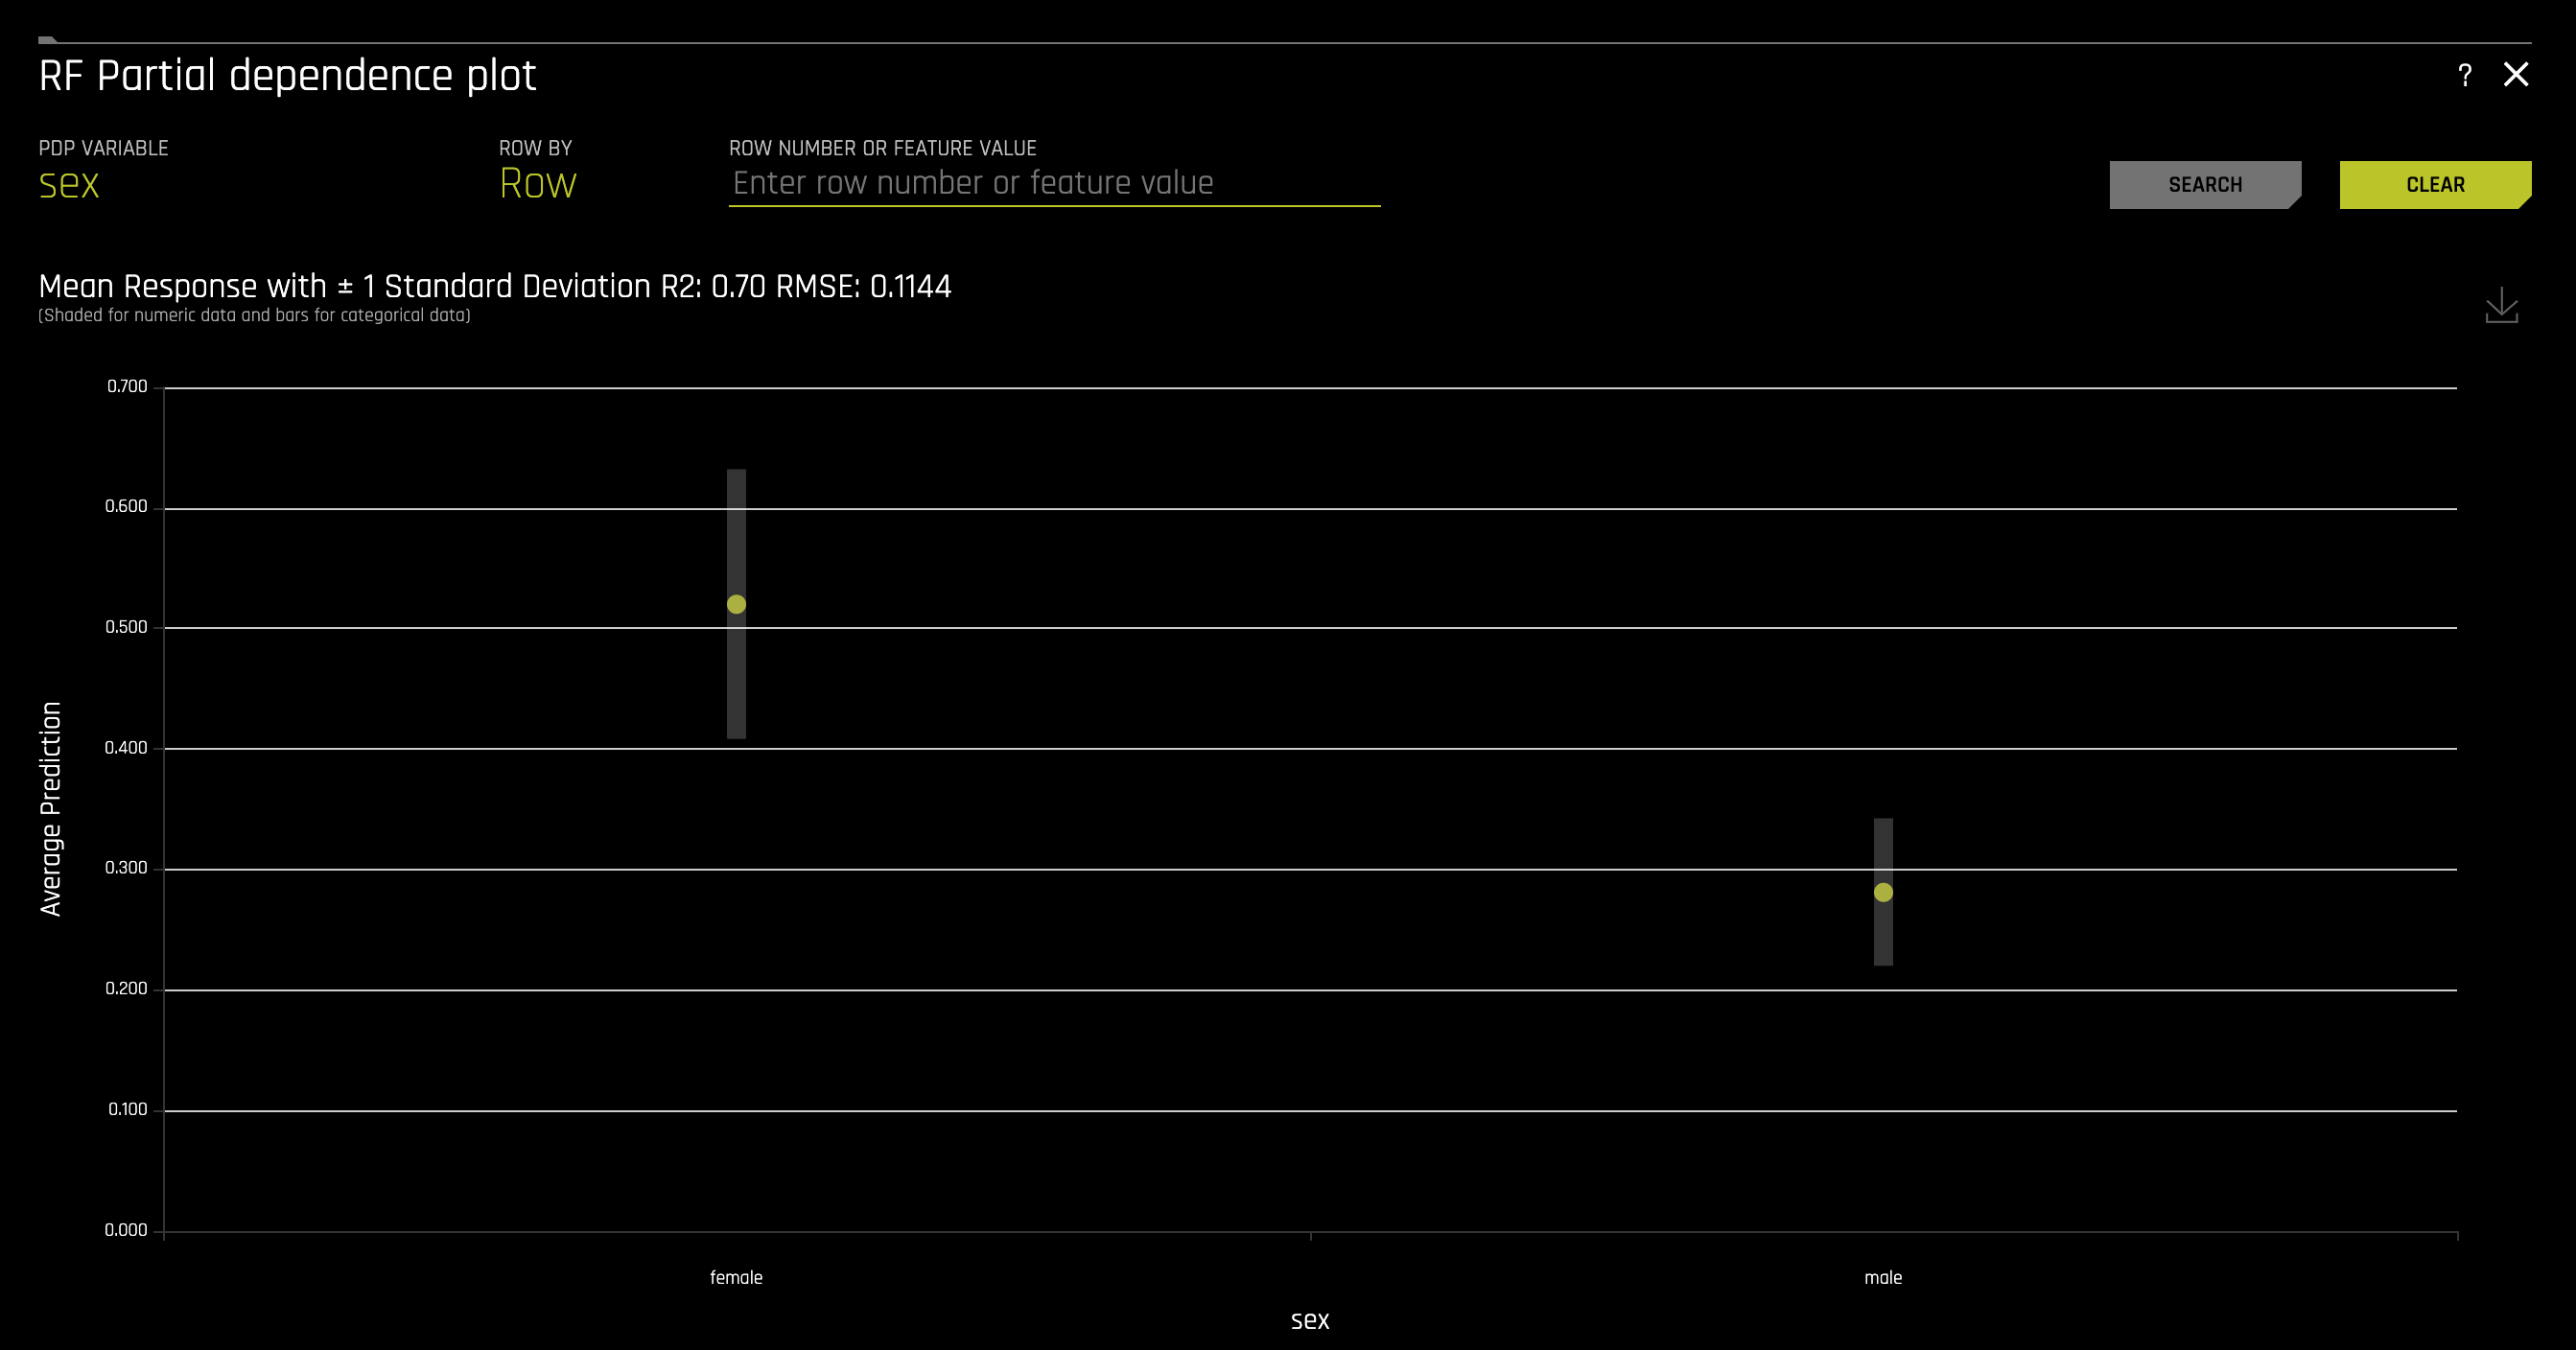 RF Partial dependence plot
?
PDP VARIABLE
ROW BY
ROW NUMBER OR FEATURE VALUE
sex
Row
Enter row number or feature value
SEARCH
CLEAR
Mean Response with ± 1 Standard Deviation R2: 0.70 RMSE: 0.1144
(Shaded for numeric data and bars for categorical data)
0.700
0.600
0.500
0.400
0.300
0.200
0.100
0.000
Average Prediction
female
male
sex